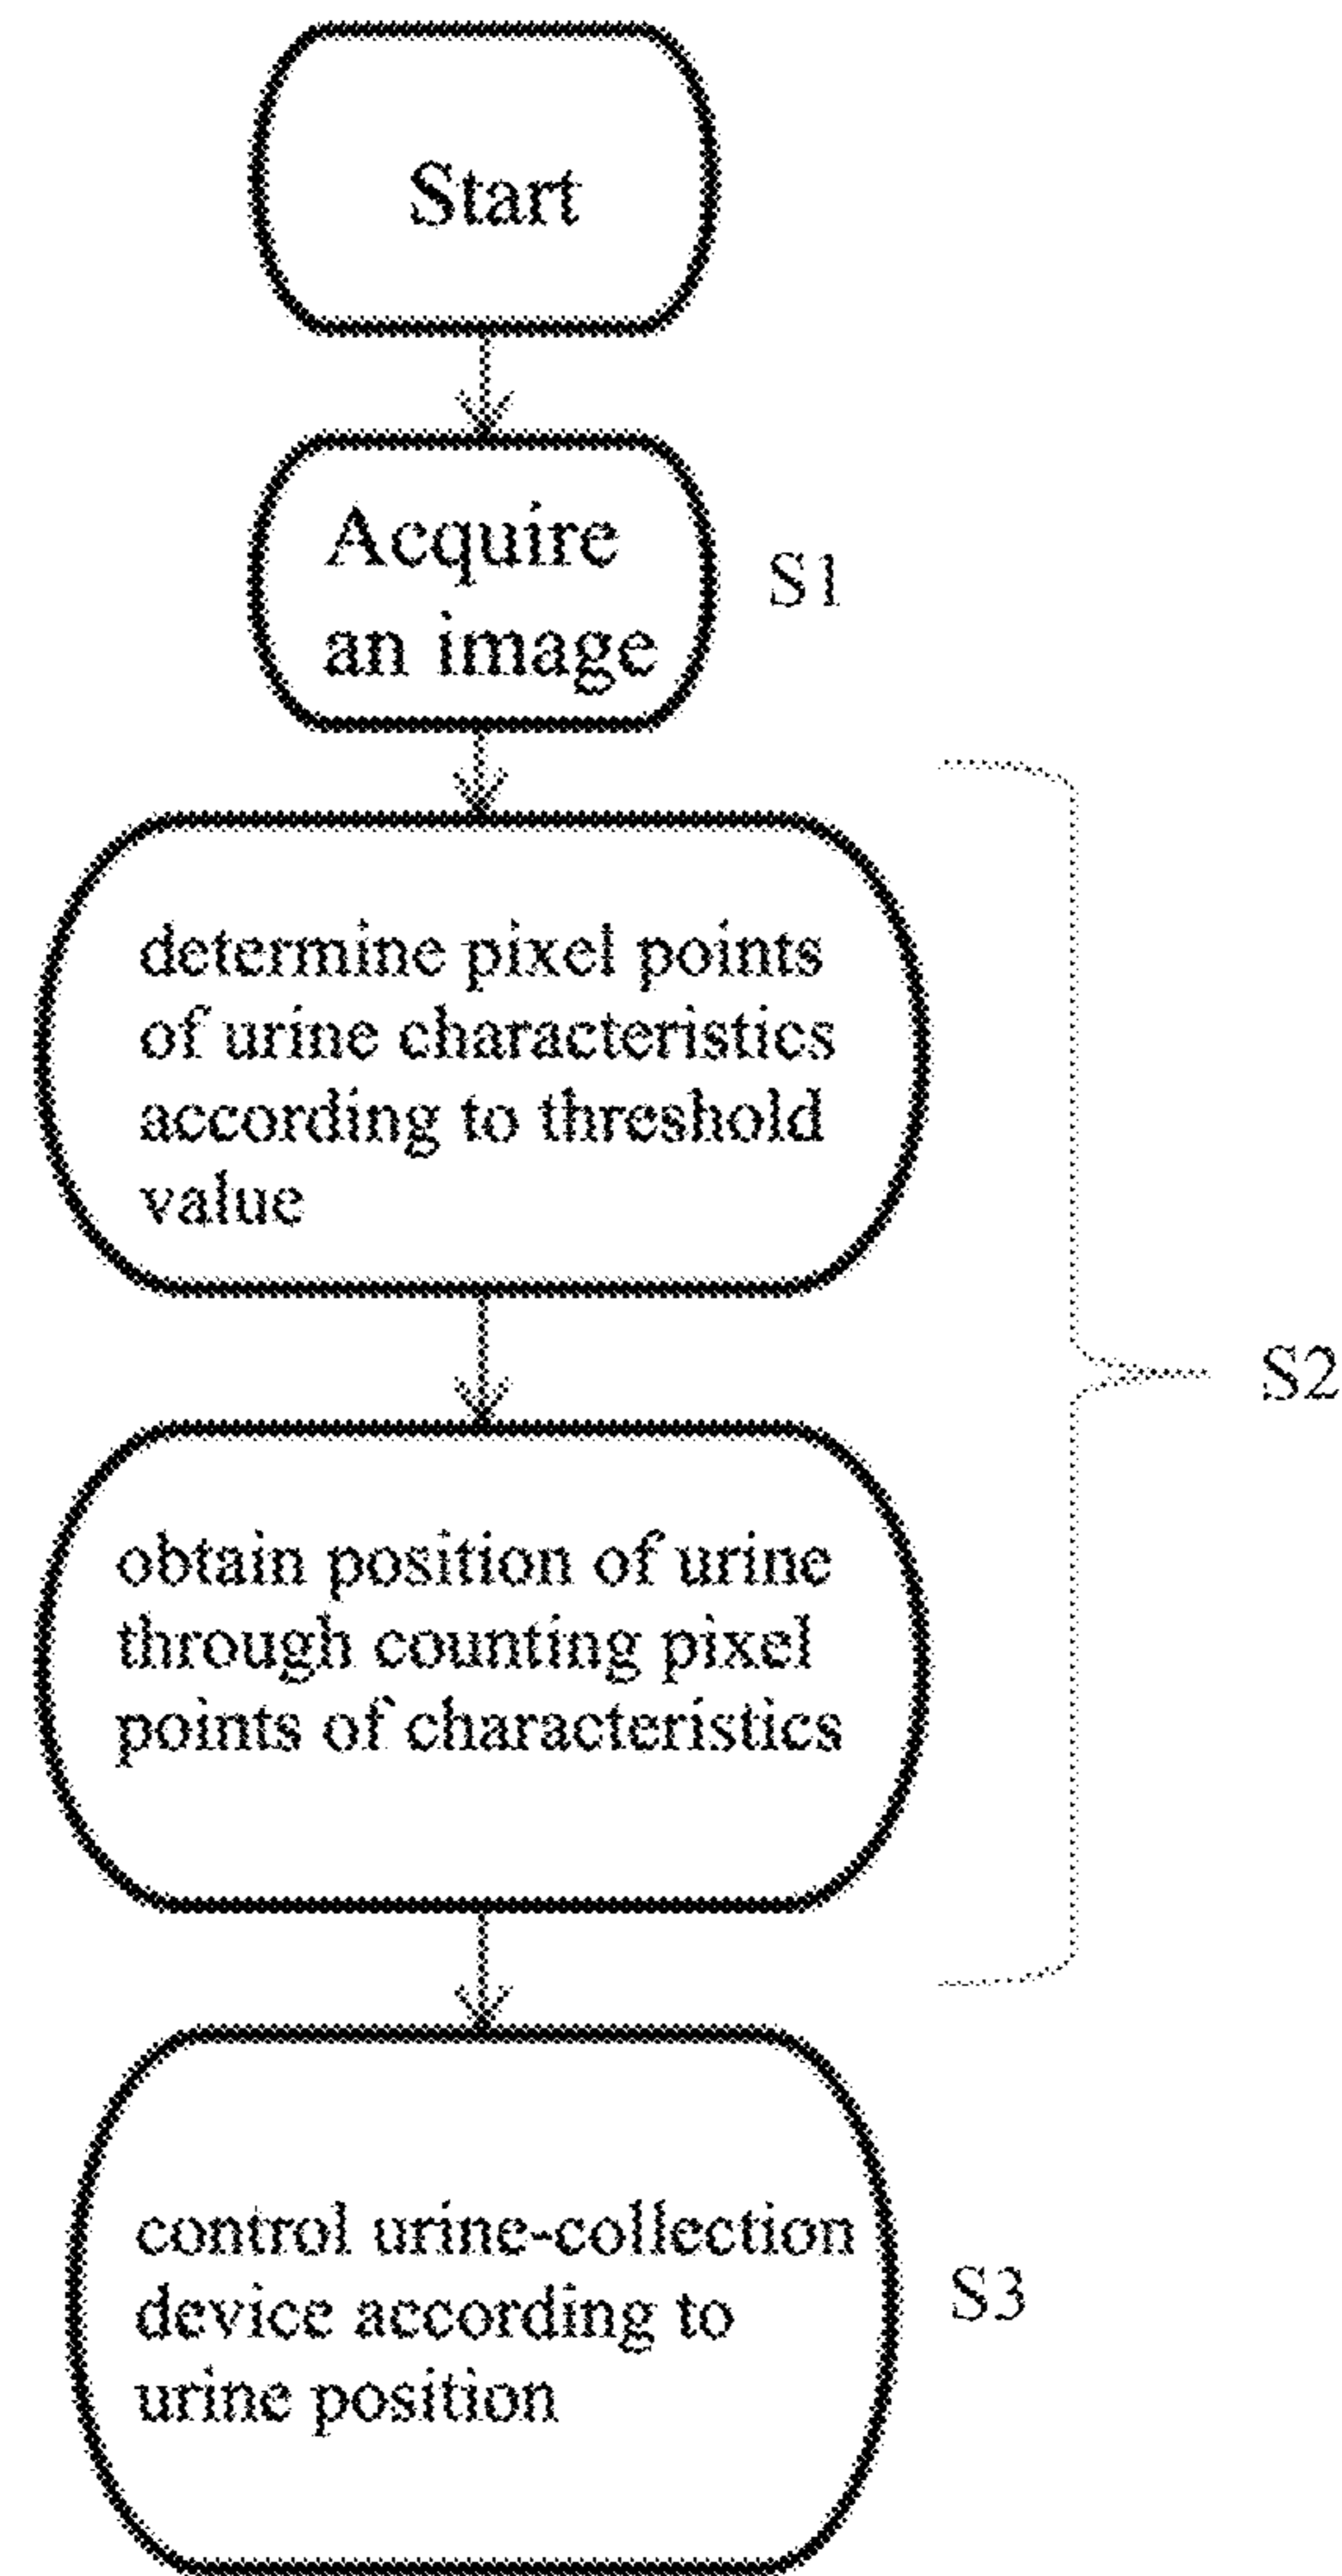 Start
Acquire
an image
S1
determine pixel points
of urine characteristics
according to threshold
value
S2
obtain position of urine
through counting pixel
points of characteristics
control urine-collection
device according to
urine position
S3